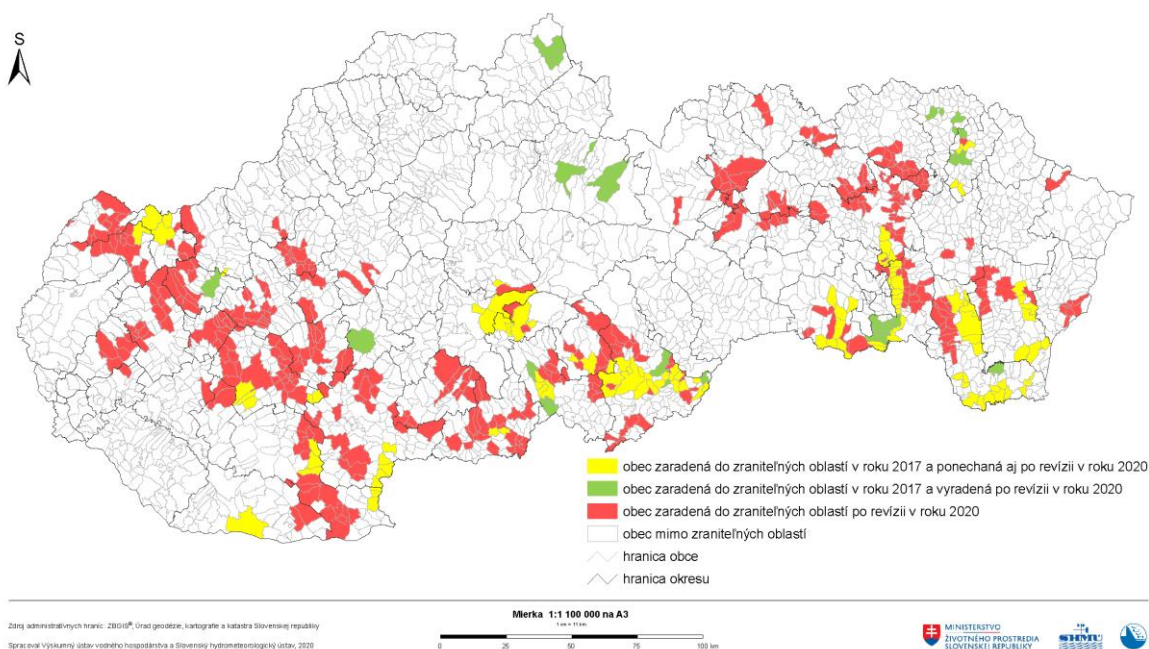 S
obec zaradená do zraniteľných oblastí v roku 2017 a ponechaná aj po revízii v roku 2020
obec zaradená do zraniteľných oblastí v roku 2017 a vyradená po revízii v roku 2020
obec zaradená do zraniteľných oblastí po revízii v roku 2020
obec mimo zraniteľných oblastí
hranica obce
hranica okresu
Mierka 1:1 100 000 na A3
1 cm = 11 km
0 25 50 75 100 km
Zdroj administratívnych hraníc: ZBGIS®, Úrad geodézie, kartografie a katastra Slovenskej republiky
Spracoval Výskumný ústav vodného hospodárstva a Slovenský hydrometeorologický ústav, 2020
MINISTERSTVO
ŽIVOTNÉHO PROSTREDIA
SLOVENSKEJ REPUBLIKY
SHMÚ